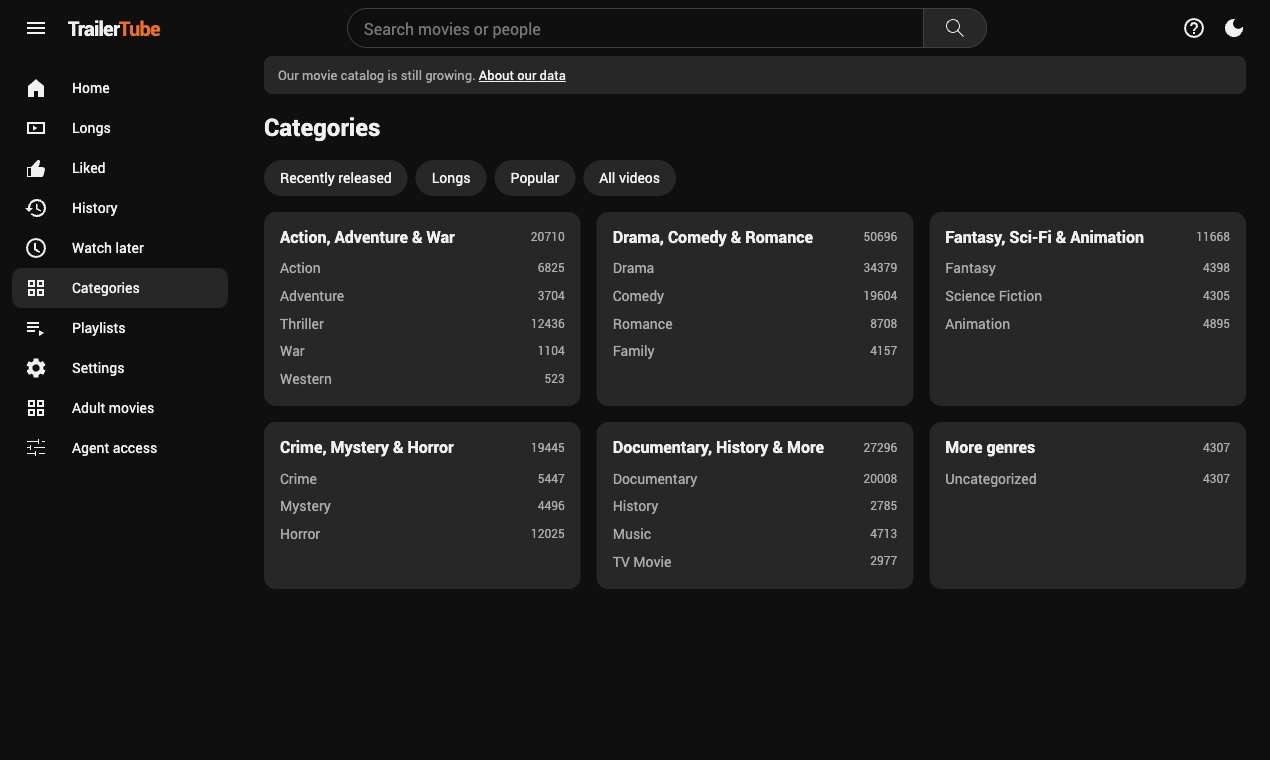 TrailerTube
Search movies or people
Home
Longs
Liked
History
Watch later
Categories
Playlists
Settings
Adult movies
Agent access
Our movie catalog is still growing. About our data
Categories
Recently released Longs Popular All videos
Action, Adventure & War 20710
Action 6825
Adventure 3704
Thriller 12436
War 1104
Western 523
Drama, Comedy & Romance 50696
Drama 34379
Comedy 19604
Romance 8708
Family 4157
Fantasy, Sci-Fi & Animation 11668
Fantasy 4398
Science Fiction 4305
Animation 4895
Crime, Mystery & Horror 19445
Crime 5447
Mystery 4496
Horror 12025
Documentary, History & More 27296
Documentary 20008
History 2785
Music 4713
TV Movie 2977
More genres 4307
Uncategorized 4307